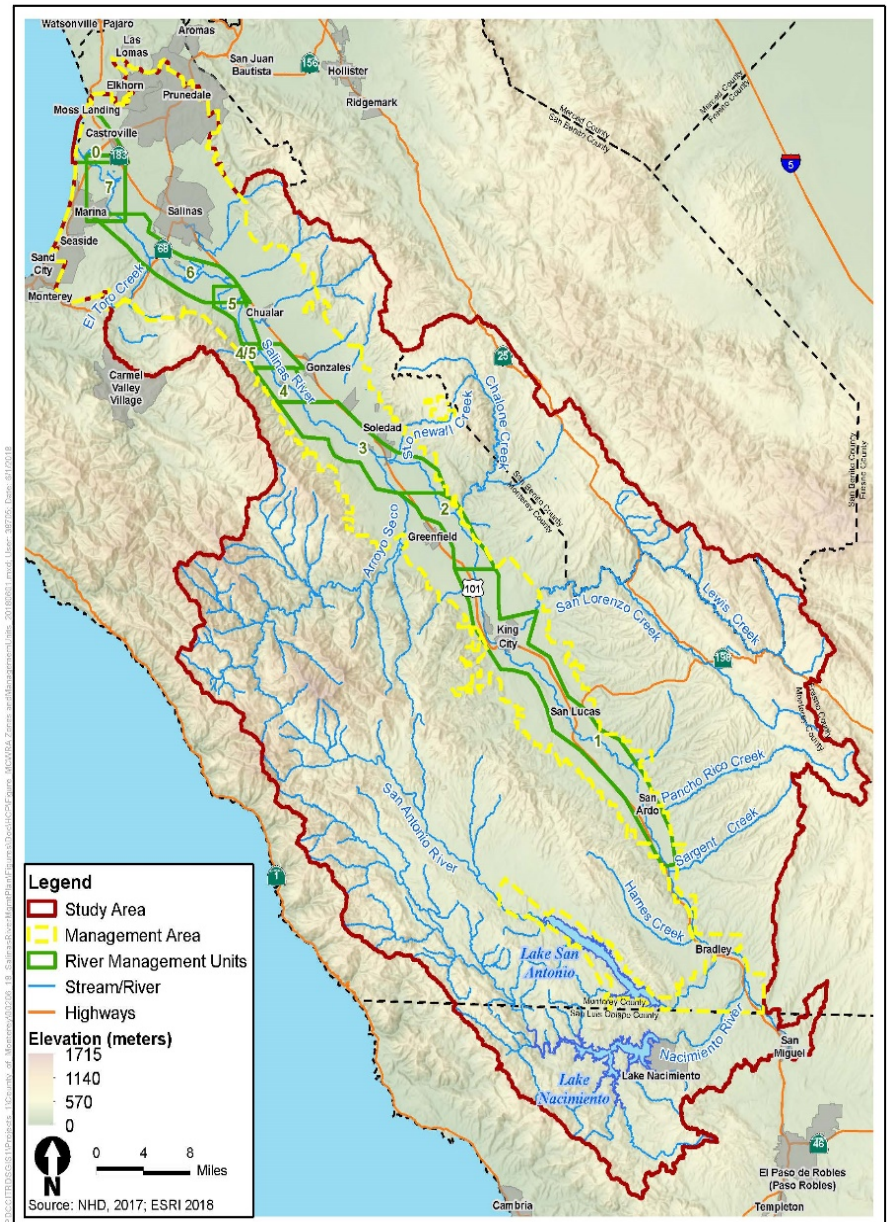 Watsonville Pajaro
Aromas
Las
Lomas
San Juan
Bautista
156
Hollister
Ridgemark
Elkhorn
Prunedale
Moss Landing
Castroville
0
183
7
Marina
Salinas
Seaside
68
Sand
City
Monterey
El Toro Creek
6
5
Chualar
4/5
Salinas River
Gonzales
4
Carmel
Valley
Village
Merced County
San Benito County
Merced County
Fresno County
5
25
Soledad
3
Stonewall Creek
Chalone Creek
San Benito County
Monterey County
San Benito County
Fresno County
2
Greenfield
Arroyo Seco
101
King
City
San Lorenzo Creek
Lewis Creek
198
Fresno County
Monterey County
San Lucas
1
San
Ardo
Pancho Rico Creek
Sargent Creek
San Antonio River
Hames Creek
1
Bradley
Lake San
Antonio
Monterey County
San Luis Obispo County
Nacimiento River
San
Miguel
Lake Nacimiento
Lake
Nacimiento
46
El Paso de Robles
(Paso Robles)
Templeton
Cambria
Legend
Study Area
Management Area
River Management Units
Stream/River
Highways
Elevation (meters)
1715
1140
570
0
N
0 4 8
Miles
Source: NHD, 2017; ESRI 2018